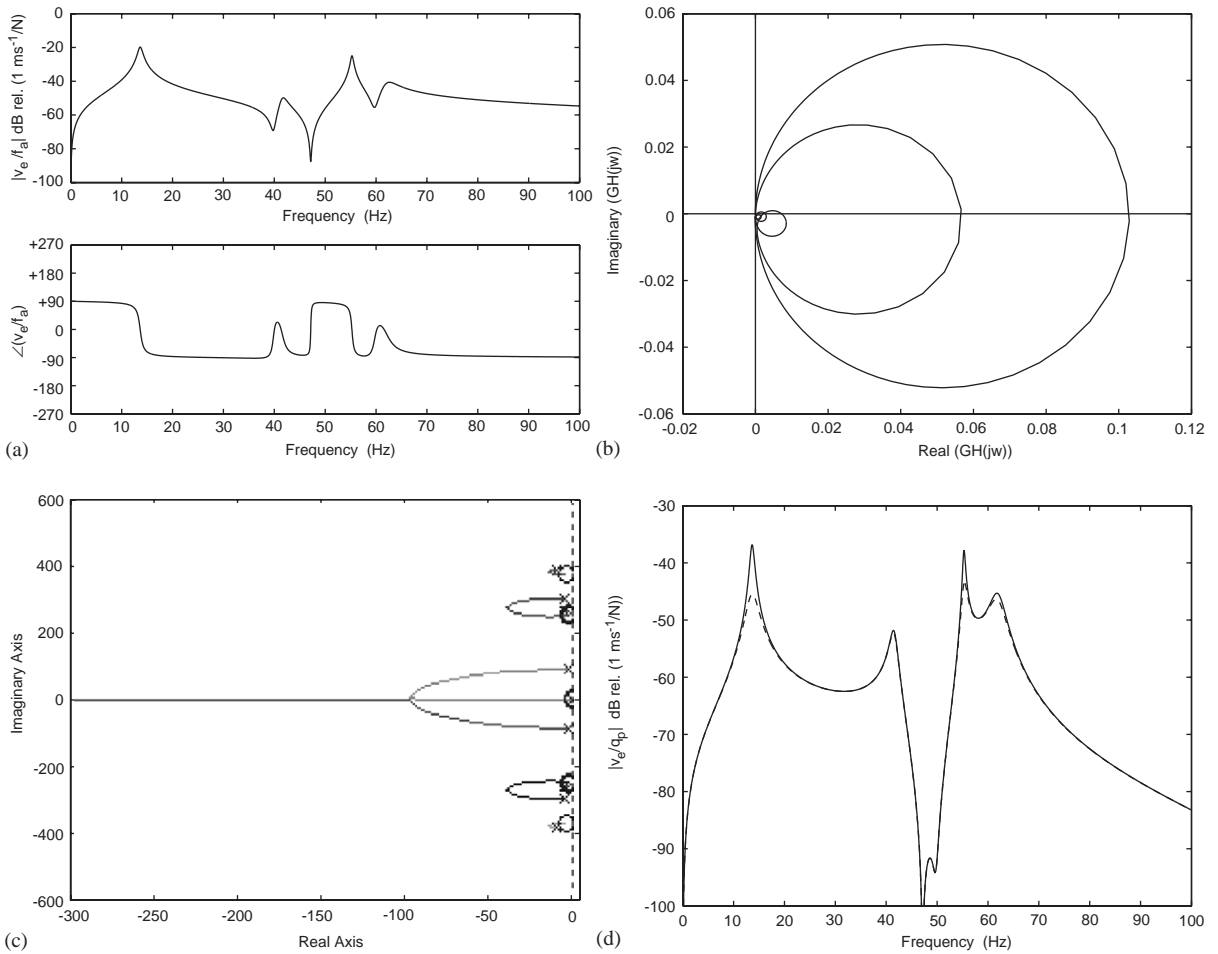 0
-20
-40
-60
-80
-100
|v_e/f_a| dB rel. (1 ms^-1/N)
0 10 20 30 40 50 60 70 80 90 100
Frequency (Hz)
+270
+180
+90
0
-90
-180
-270
∠(v_e/f_a)
0 10 20 30 40 50 60 70 80 90 100
Frequency (Hz)
(a)
0.06
0.04
0.02
0
-0.02
-0.04
-0.06
Imaginary (GH(jw))
-0.02 0 0.02 0.04 0.06 0.08 0.1 0.12
Real (GH(jw))
(b)
600
400
200
0
-200
-400
-600
Imaginary Axis
-300 -250 -200 -150 -100 -50 0
Real Axis
(c)
-30
-40
-50
-60
-70
-80
-90
-100
|v_e/q_p| dB rel. (1 ms^-1/N))
0 10 20 30 40 50 60 70 80 90 100
Frequency (Hz)
(d)